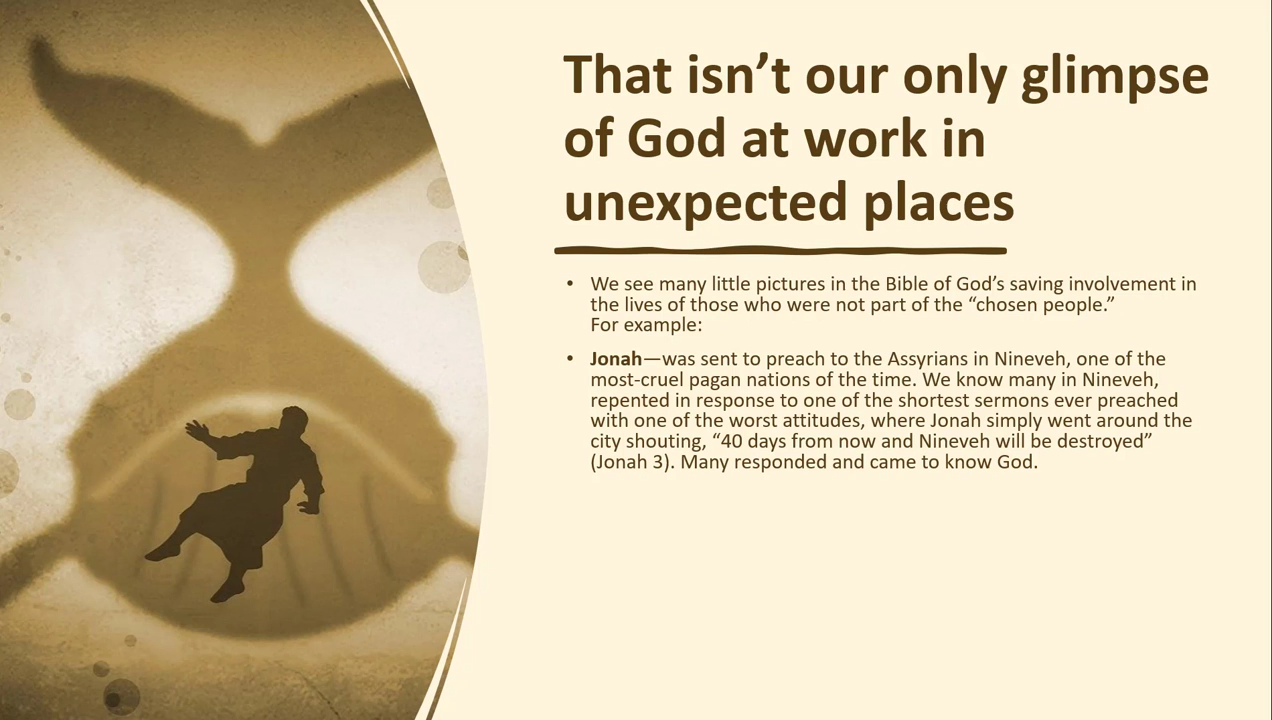 That isn’t our only glimpse
of God at work in
unexpected places
• We see many little pictures in the Bible of God’s saving involvement in
the lives of those who were not part of the “chosen people.”
For example:
• Jonah—was sent to preach to the Assyrians in Nineveh, one of the
most-cruel pagan nations of the time. We know many in Nineveh,
repented in response to one of the shortest sermons ever preached
with one of the worst attitudes, where Jonah simply went around the
city shouting, “40 days from now and Nineveh will be destroyed”
(Jonah 3). Many responded and came to know God.